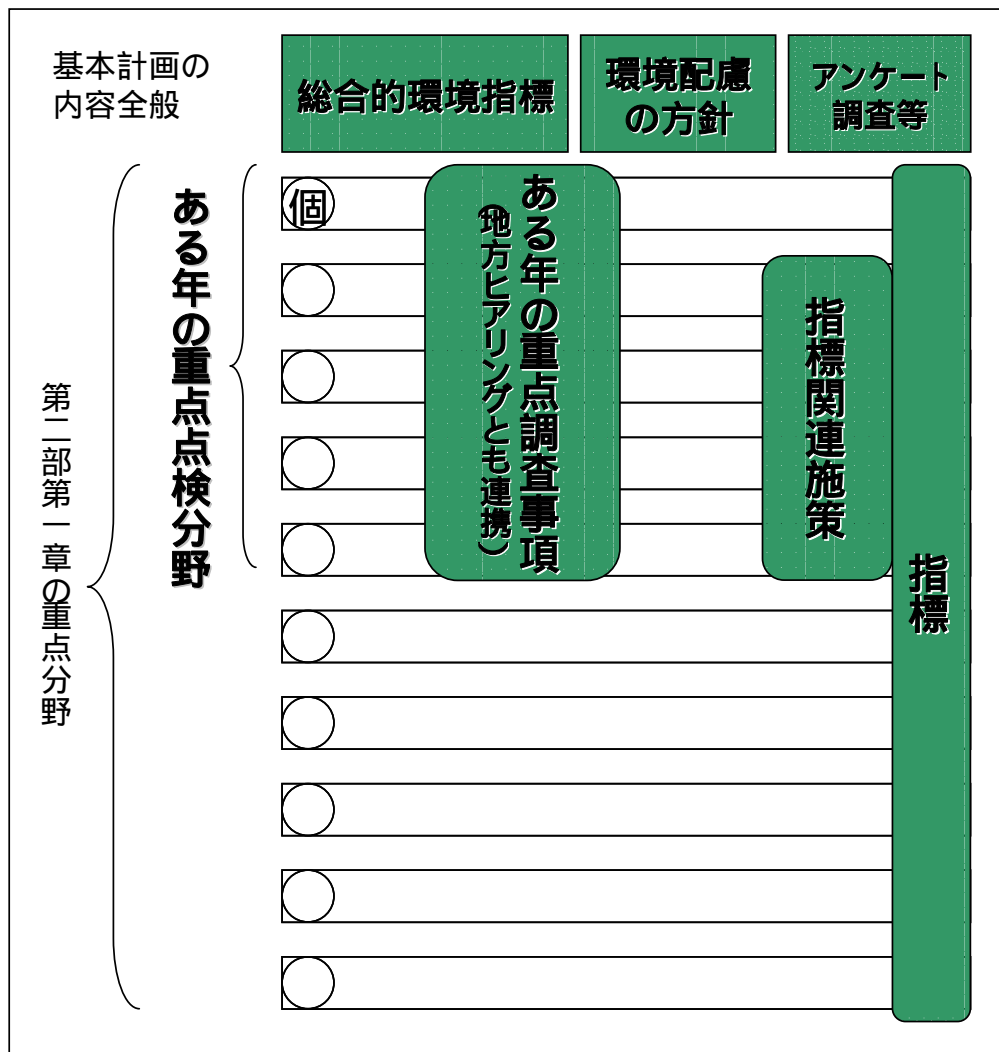 基本計画の
内容全般
総合的環境指標
環境配慮
の方針
アンケート
調査等
第二部第一章の重点分野
ある年の重点点検分野
個
ある年の重点調査事項
(地方ヒアリングとも連携)
指標関連施策
指標